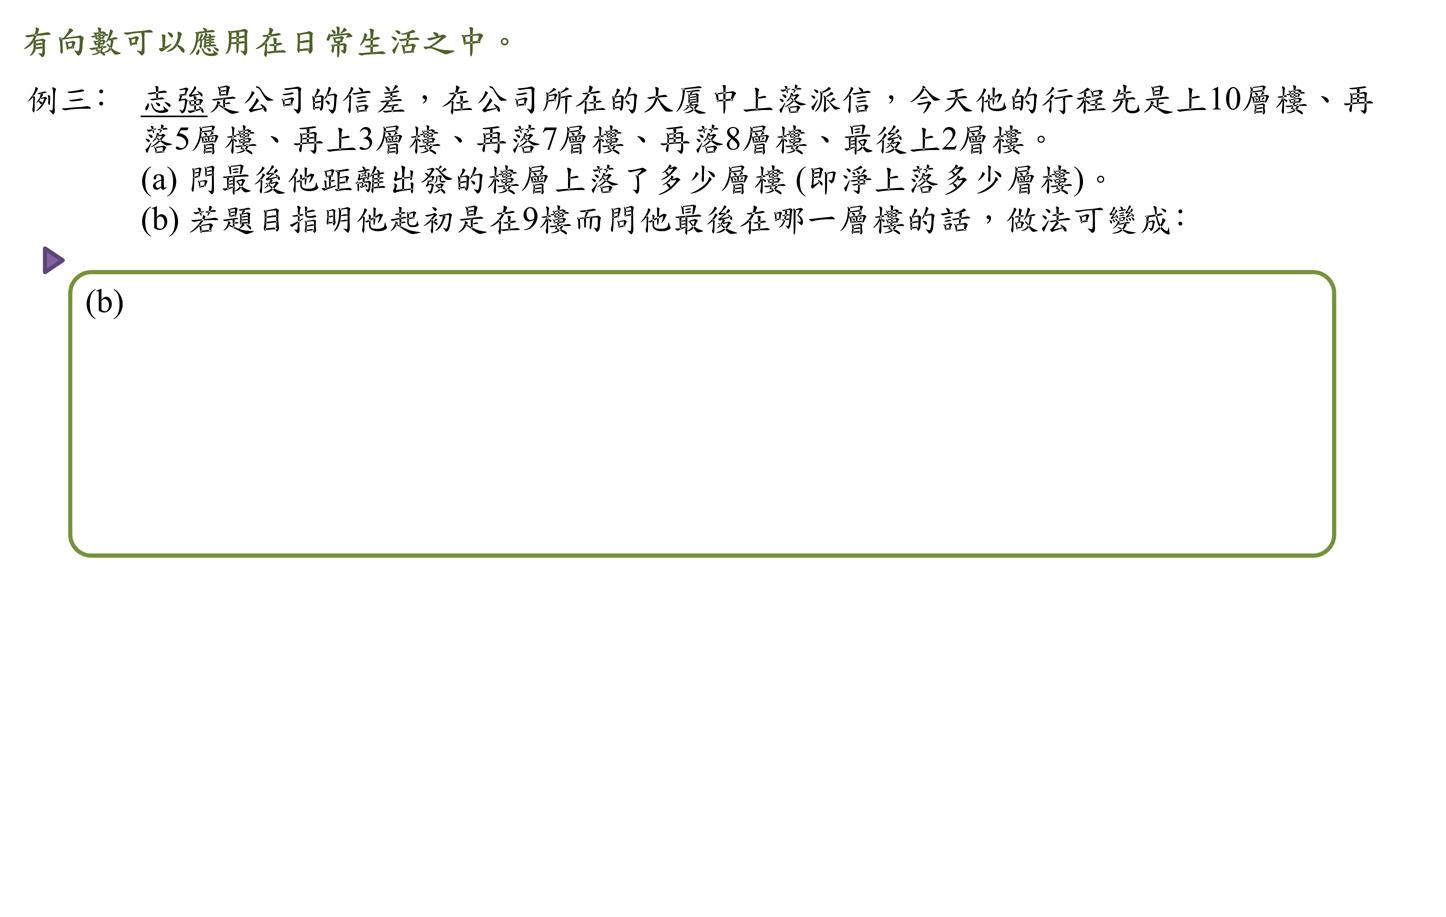 有向數可以應用在日常生活之中。
例三： 志強是公司的信差，在公司所在的大厦中上落派信，今天他的行程先是上10層樓、再
落5層樓、再上3層樓、再落7層樓、再落8層樓、最後上2層樓。
(a) 問最後他距離出發的樓層上落了多少層樓 (即淨上落多少層樓)。
(b) 若題目指明他起初是在9樓而問他最後在哪一層樓的話，做法可變成：
(b)